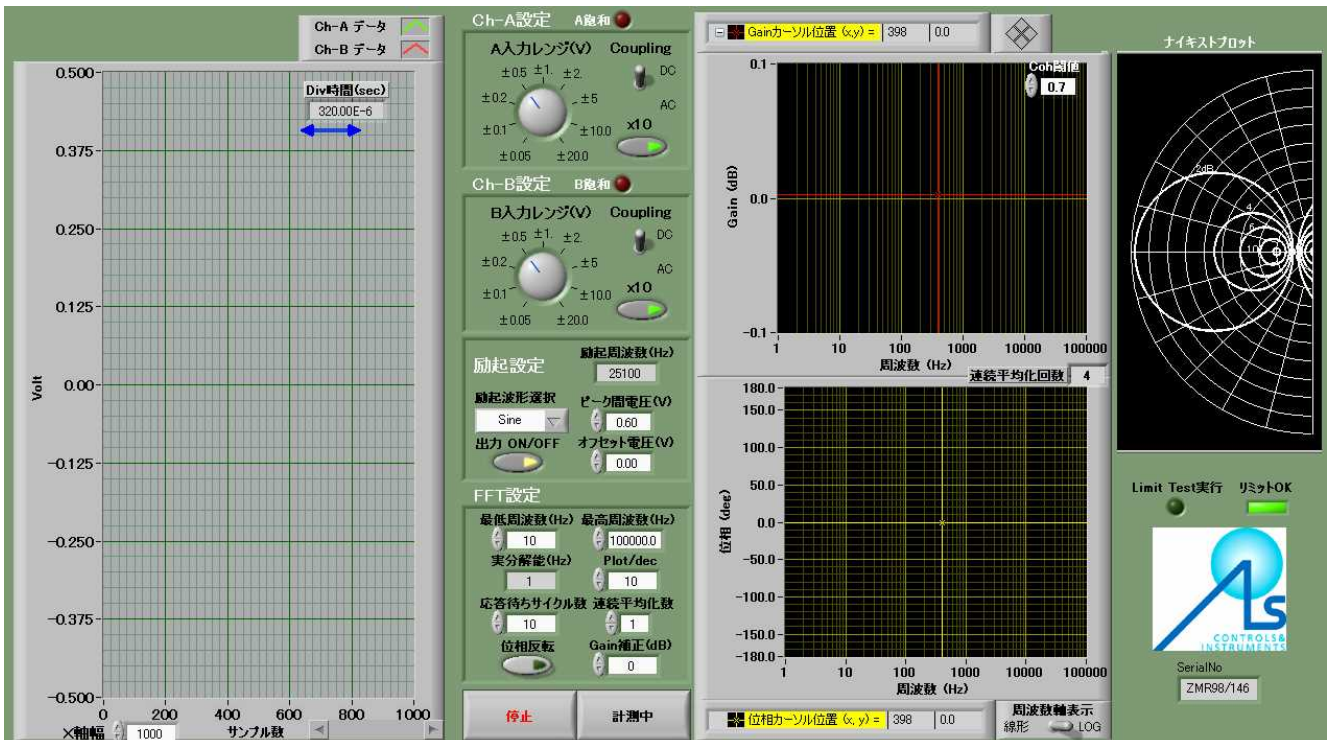 Ch-A データ
Ch-B データ
0.500
0.375
0.250
0.125
0.00
-0.125
-0.250
-0.375
-0.500
Volt
Div時間(sec)
320.00E-6
0 200 400 600 800 1000
X軸幅 1000 サンプル数
Ch-A設定 A飽和
A入力レンジ(V) Coupling
±0.5 ±1. ±2. DC
±0.2 ±5 AC
±0.1 ±10.0 x10
±0.05 ±20.0
Ch-B設定 B飽和
B入力レンジ(V) Coupling
±0.5 ±1. ±2. DC
±0.2 ±5 AC
±0.1 ±10.0 x10
±0.05 ±20.0
励起設定 励起周波数(Hz)
25100
励起波形選択 ピーク間電圧(V)
Sine 0.60
出力 ON/OFF オフセット電圧(V)
0.00
FFT設定
最低周波数(Hz) 最高周波数(Hz)
10 100000.0
実分解能(Hz) Plot/dec
1 10
応答待ちサイクル数 連続平均化数
10 1
位相反転 Gain補正(dB)
0
停止 計測中
Gainカーソル位置 (x,y) = 398 0.0
Coh閾値
0.7
0.1
0.0
-0.1
Gain (dB)
1 10 100 1000 10000 100000
周波数 (Hz)
連続平均化回数 4
180.0
150.0
100.0
50.0
0.0
-50.0
-100.0
-150.0
-180.0
位相 (deg)
1 10 100 1000 10000 100000
周波数 (Hz)
位相カーソル位置 (x, y) = 398 0.0
周波数軸表示
線形 LOG
ナイキストプロット
2dB
4
6
10
Limit Test実行 リミットOK
ALS
CONTROLS&
INSTRUMENTS
SerialNo
ZMR98/146